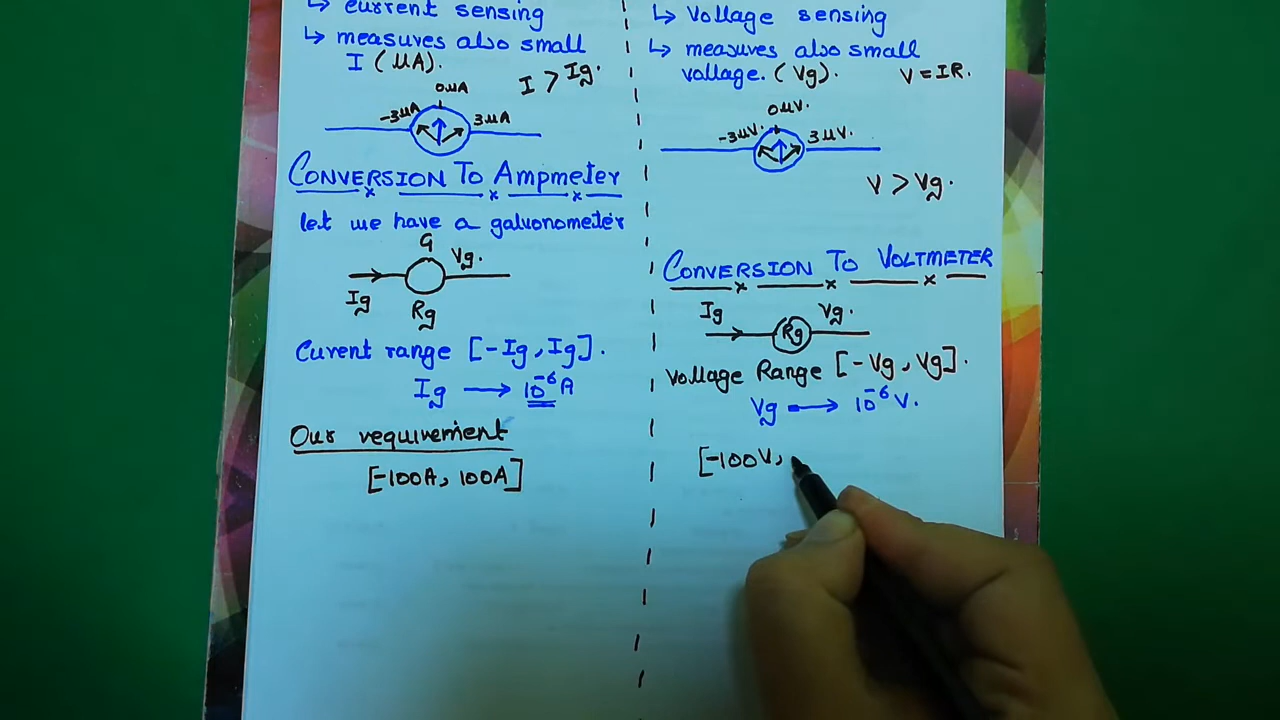 ↳ current sensing
↳ measures also small
I (μA).
I > Ig.
0μA
-3μA
3μA
CONVERSION TO Ampmeter
let we have a galvonometer
G
Vg.
Ig
Rg
Current range [-Ig, Ig].
Ig → 10⁻⁶A
Our requirement
[-100A, 100A]
↳ Voltage sensing
↳ measures also small
voltage. (Vg).
V = IR.
0μV.
-3μV.
3μV.
V > Vg.
CONVERSION TO VOLTMETER
Ig
Vg.
Rg
Voltage Range [-Vg, Vg].
Vg → 10⁻⁶V.
[-100V,